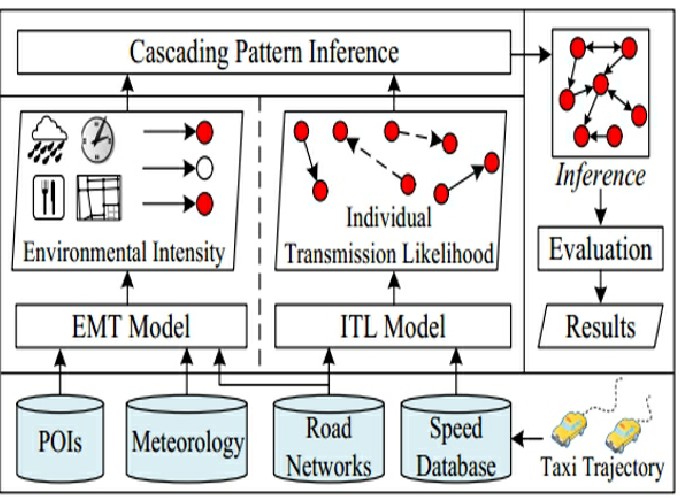 Cascading Pattern Inference
Environmental Intensity
Individual
Transmission Likelihood
Inference
Evaluation
Results
EMT Model
ITL Model
POIs
Meteorology
Road
Networks
Speed
Database
Taxi Trajectory